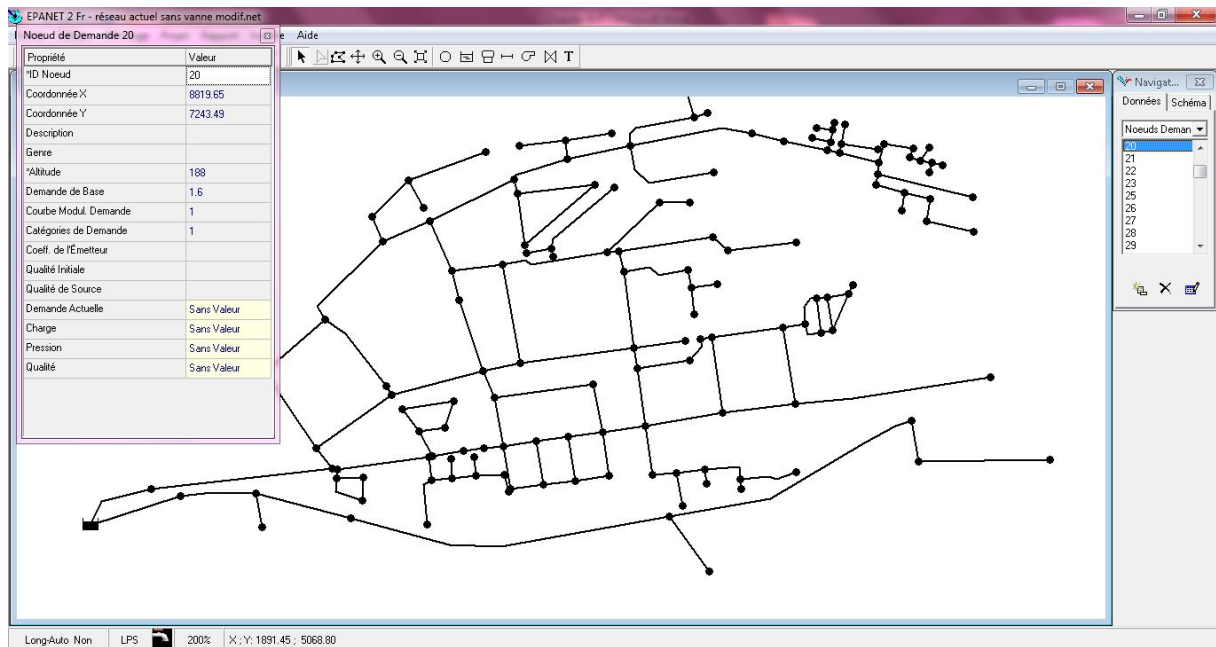 EPANET 2 Fr - réseau actuel sans vanne modif.net
Noeud de Demande 20
Aide
Propriété Valeur
*ID Noeud 20
Coordonnée X 8819.65
Coordonnée Y 7243.49
Description
Genre
*Altitude 188
Demande de Base 1.6
Courbe Modul. Demande 1
Catégories de Demande 1
Coeff. de l'Émetteur
Qualité Initiale
Qualité de Source
Demande Actuelle Sans Valeur
Charge Sans Valeur
Pression Sans Valeur
Qualité Sans Valeur
T
Navigat...
Données Schéma
Noeuds Deman
20
21
22
23
25
26
27
28
29
Long-Auto Non LPS 200% X ; Y: 1891.45 ; 5068.80